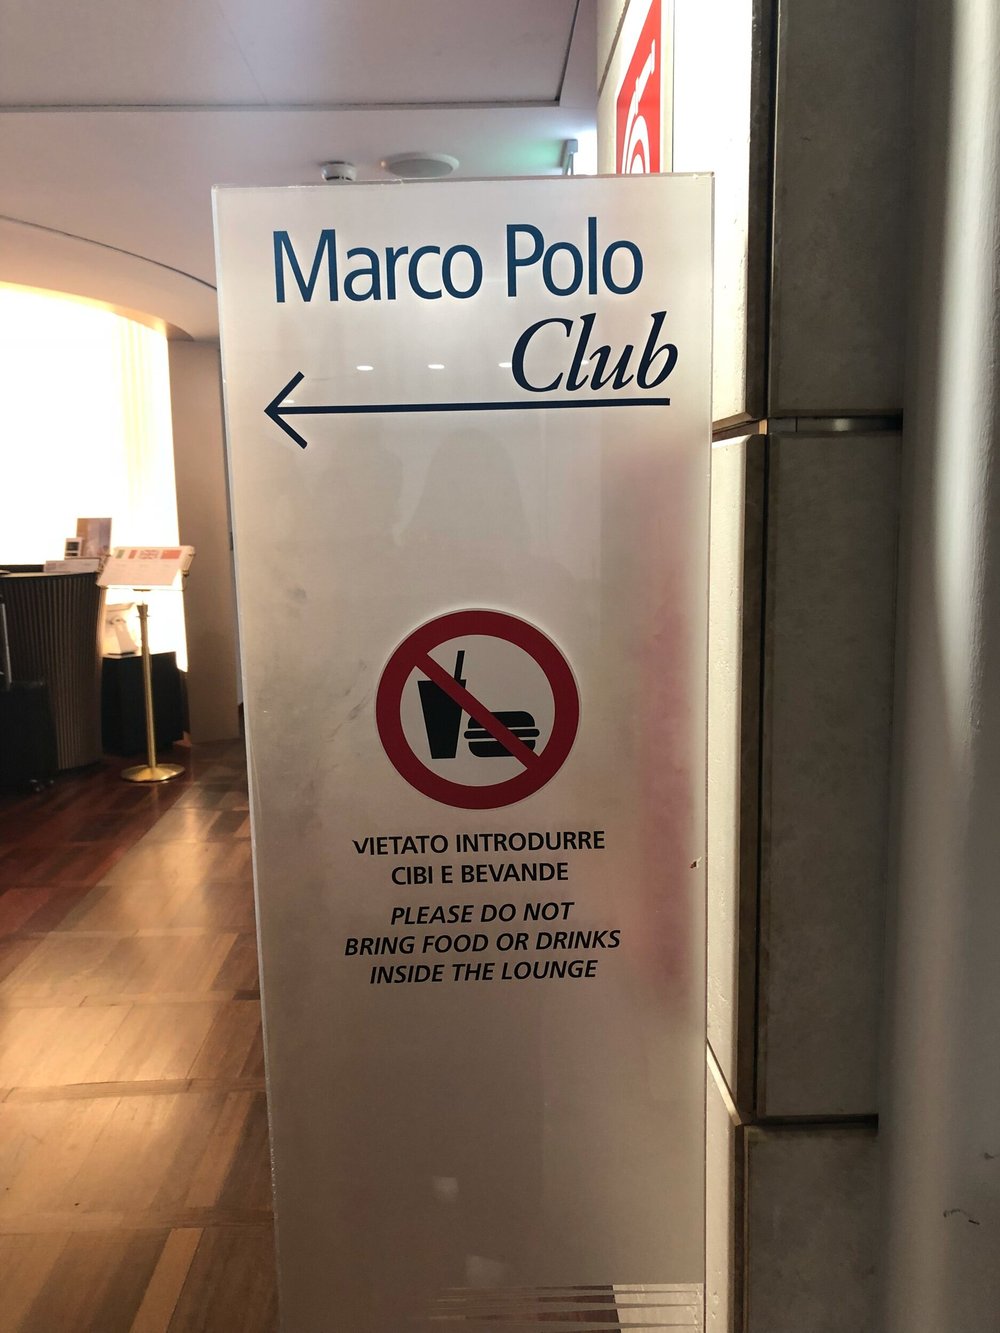 Marco Polo
Club
VIETATO INTRODURRE
CIBI E BEVANDE
PLEASE DO NOT
BRING FOOD OR DRINKS
INSIDE THE LOUNGE